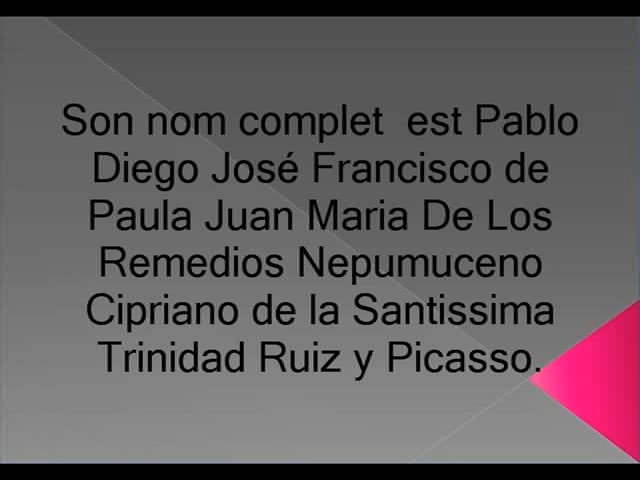 Son nom complet  est Pablo
Diego José Francisco de
Paula Juan Maria De Los
Remedios Nepumuceno
Cipriano de la Santissima
Trinidad Ruiz y Picasso.